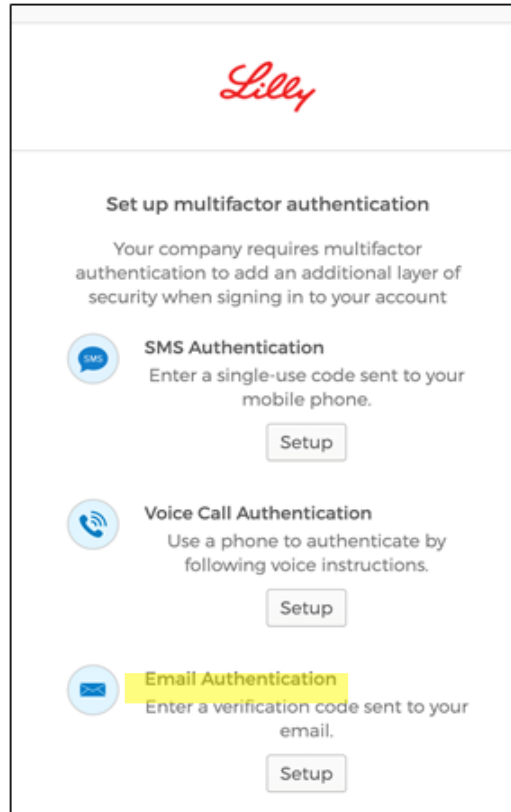 Lilly
Set up multifactor authentication
Your company requires multifactor
authentication to add an additional layer of
security when signing in to your account
SMS
SMS Authentication
Enter a single-use code sent to your
mobile phone.
Setup
Voice Call Authentication
Use a phone to authenticate by
following voice instructions.
Setup
Email Authentication
Enter a verification code sent to your
email.
Setup